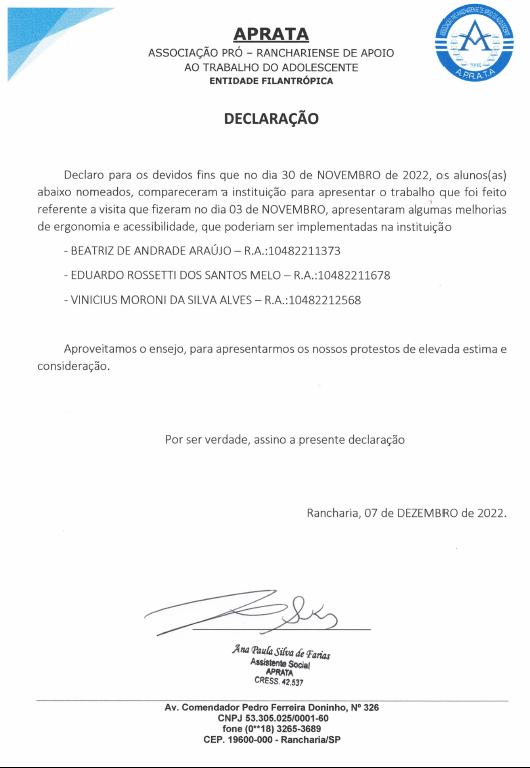 APRATA
ASSOCIAÇÃO PRÓ – RANCHARIENSE DE APOIO
AO TRABALHO DO ADOLESCENTE
ENTIDADE FILANTRÓPICA
A.P.R.A.T.A.
DECLARAÇÃO
Declaro para os devidos fins que no dia 30 de NOVEMBRO de 2022, os alunos(as)
abaixo nomeados, compareceram a instituição para apresentar o trabalho que foi feito
referente a visita que fizeram no dia 03 de NOVEMBRO, apresentaram algumas melhorias
de ergonomia e acessibilidade, que poderiam ser implementadas na instituição
- BEATRIZ DE ANDRADE ARAÚJO – R.A.:10482211373
- EDUARDO ROSSETTI DOS SANTOS MELO – R.A.:10482211678
- VINICIUS MORONI DA SILVA ALVES – R.A.:10482212568
Aproveitamos o ensejo, para apresentarmos os nossos protestos de elevada estima e
consideração.
Por ser verdade, assino a presente declaração
Rancharia, 07 de DEZEMBRO de 2022.
Ana Paula Silva de Farias
Assistente Social
APRATA
CRESS. 42.537
Av. Comendador Pedro Ferreira Doninho, Nº 326
CNPJ 53.305.025/0001-60
fone (0**18) 3265-3689
CEP. 19600-000 - Rancharia/SP